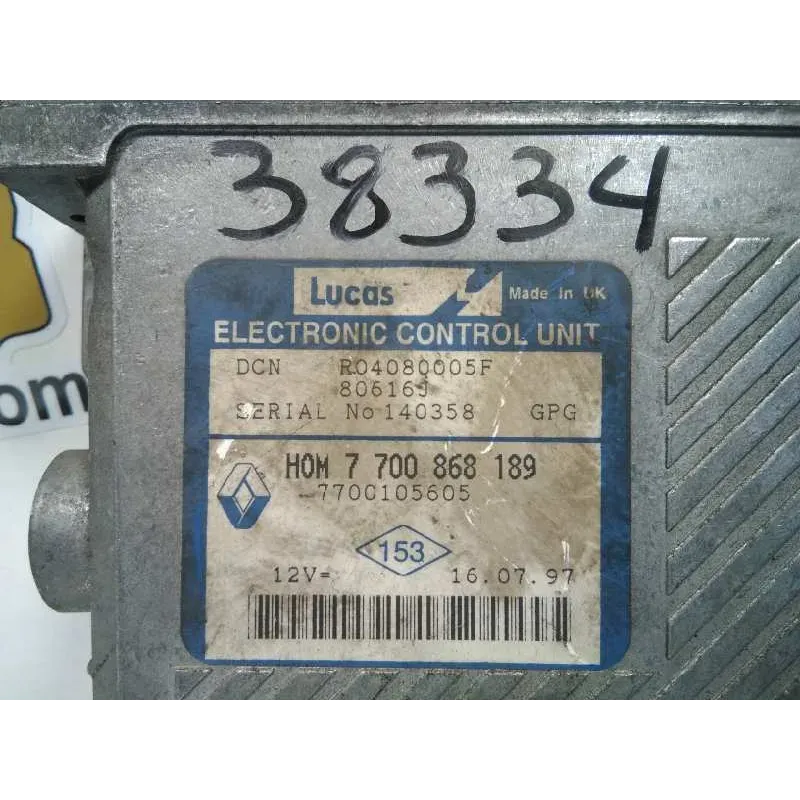 38334
Lucas Made in UK
ELECTRONIC CONTROL UNIT
DCN R04080005F
80616J
SERIAL No 140358 GPG
HOM 7 700 868 189
7700105605
153
12V= 16.07.97
om